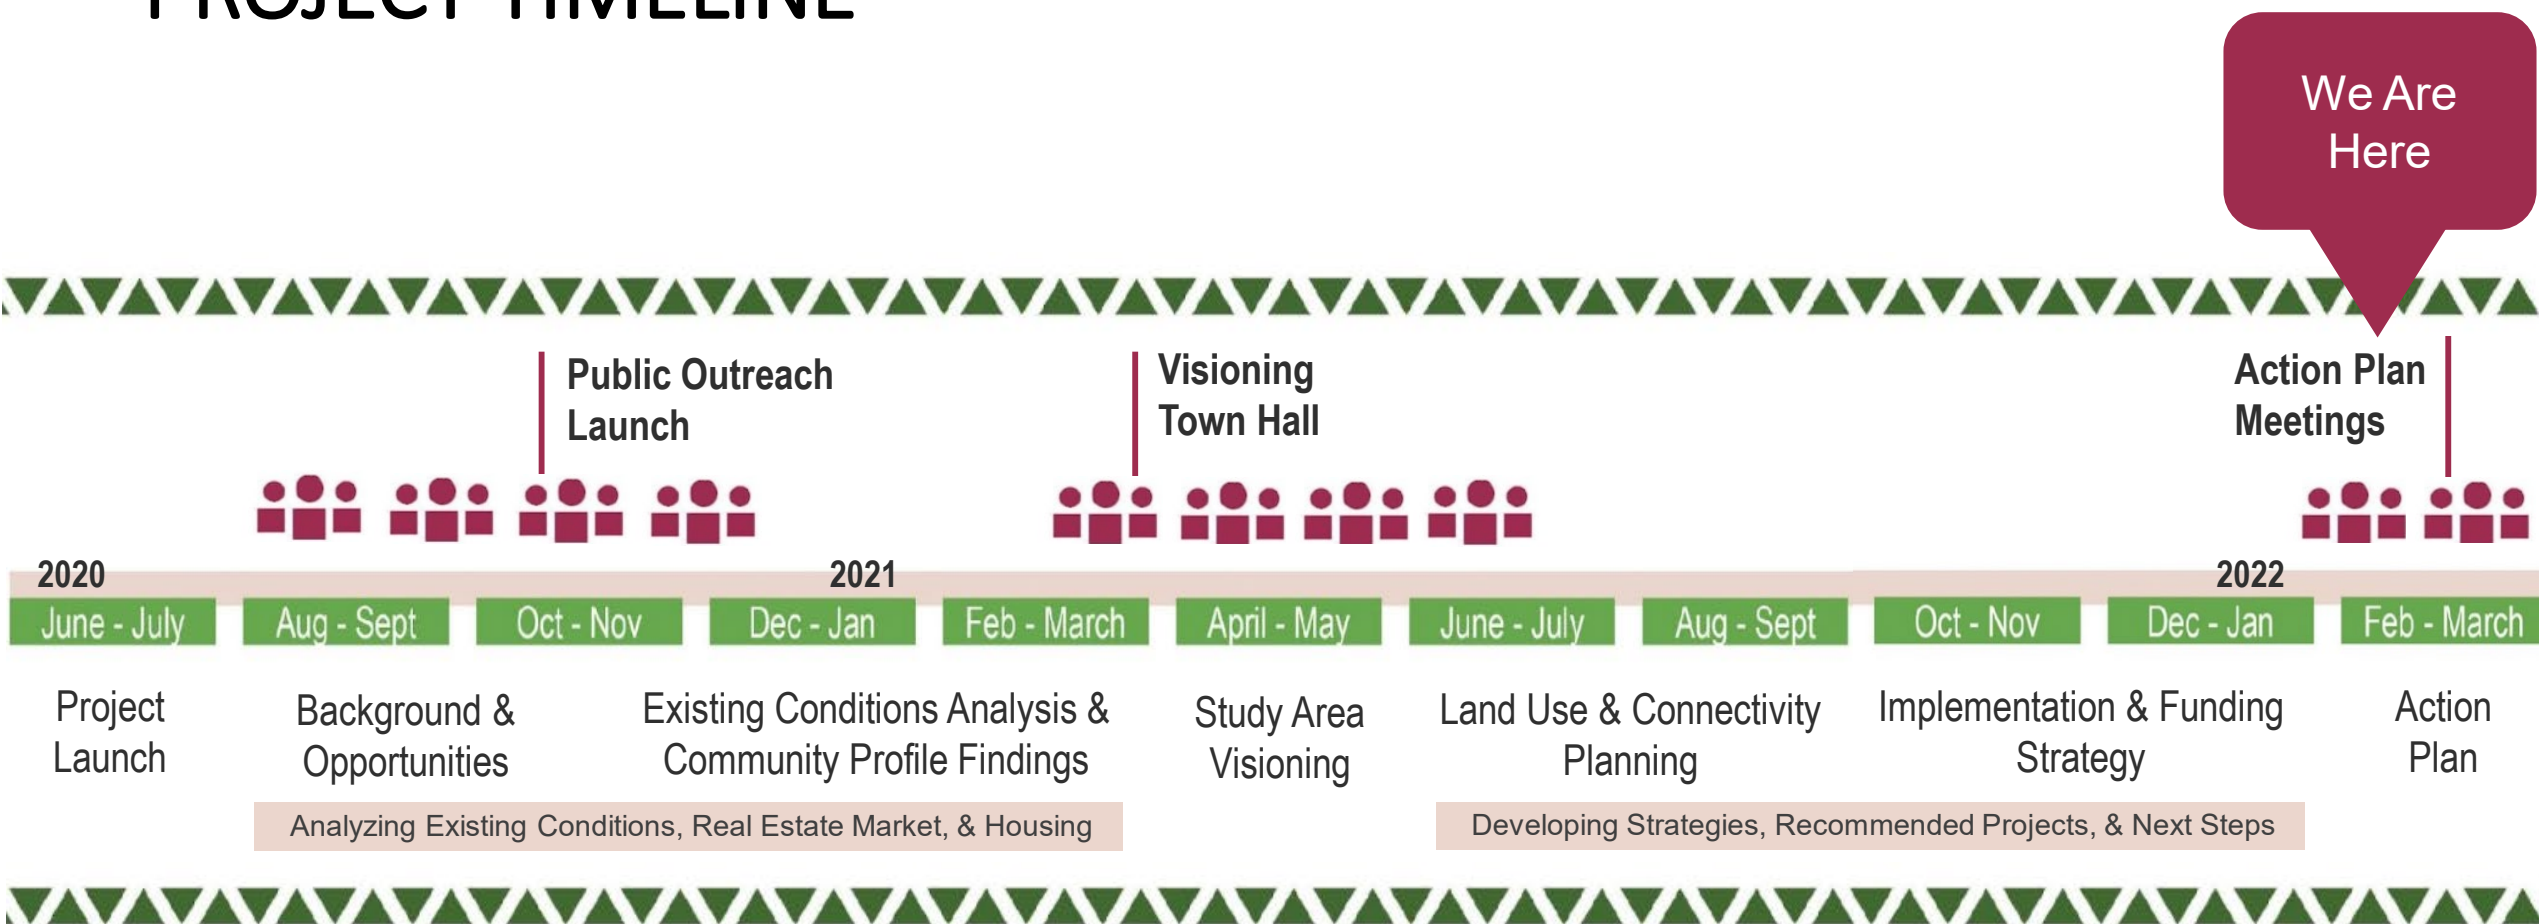 PROJECT TIMELINE
We Are
Here
Public Outreach
Launch
Visioning
Town Hall
Action Plan
Meetings
2020
2021
2022
June - July
Aug - Sept
Oct - Nov
Dec - Jan
Feb - March
April - May
June - July
Aug - Sept
Oct - Nov
Dec - Jan
Feb - March
Project
Launch
Background &
Opportunities
Existing Conditions Analysis &
Community Profile Findings
Study Area
Visioning
Land Use & Connectivity
Planning
Implementation & Funding
Strategy
Action
Plan
Analyzing Existing Conditions, Real Estate Market, & Housing
Developing Strategies, Recommended Projects, & Next Steps